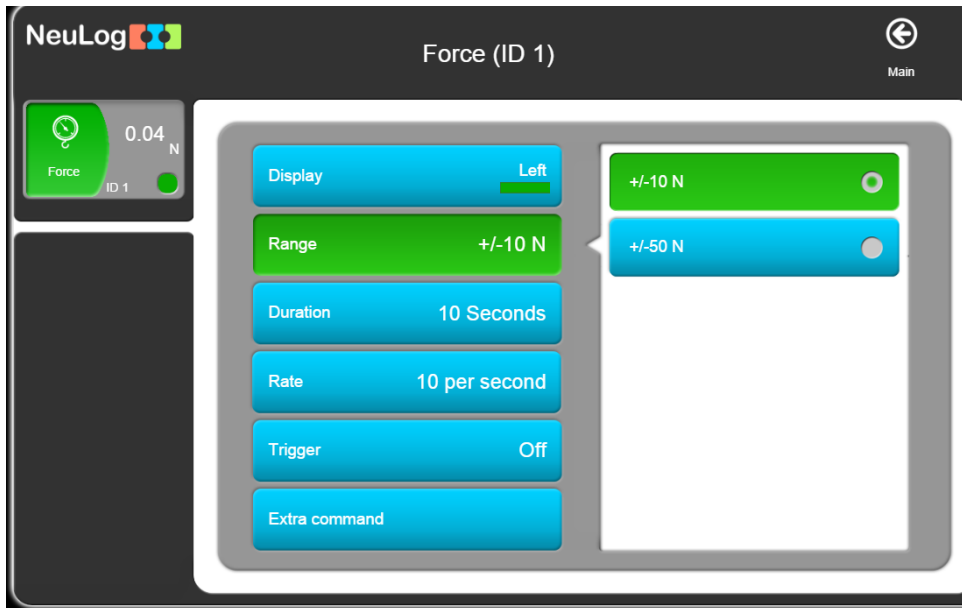 NeuLog
Force (ID 1)
Main
0.04 N
Force
ID 1
Display Left
Range +/-10 N
Duration 10 Seconds
Rate 10 per second
Trigger Off
Extra command
+/-10 N
+/-50 N